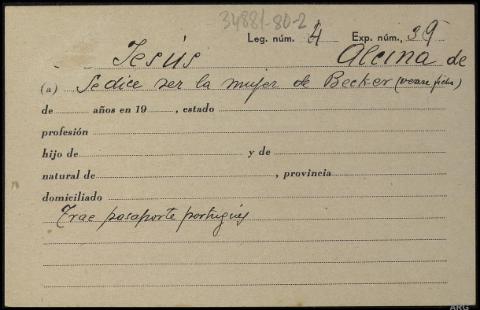 34881-80-2
Leg. núm. 4 Exp. núm. 39
Jesús Alcina de
(a) Se dice ser la mujer de Becker (vease ficha)
de años en 19 , estado
profesión
hijo de y de
natural de , provincia
domiciliado
Trae pasaporte portugués
ARG